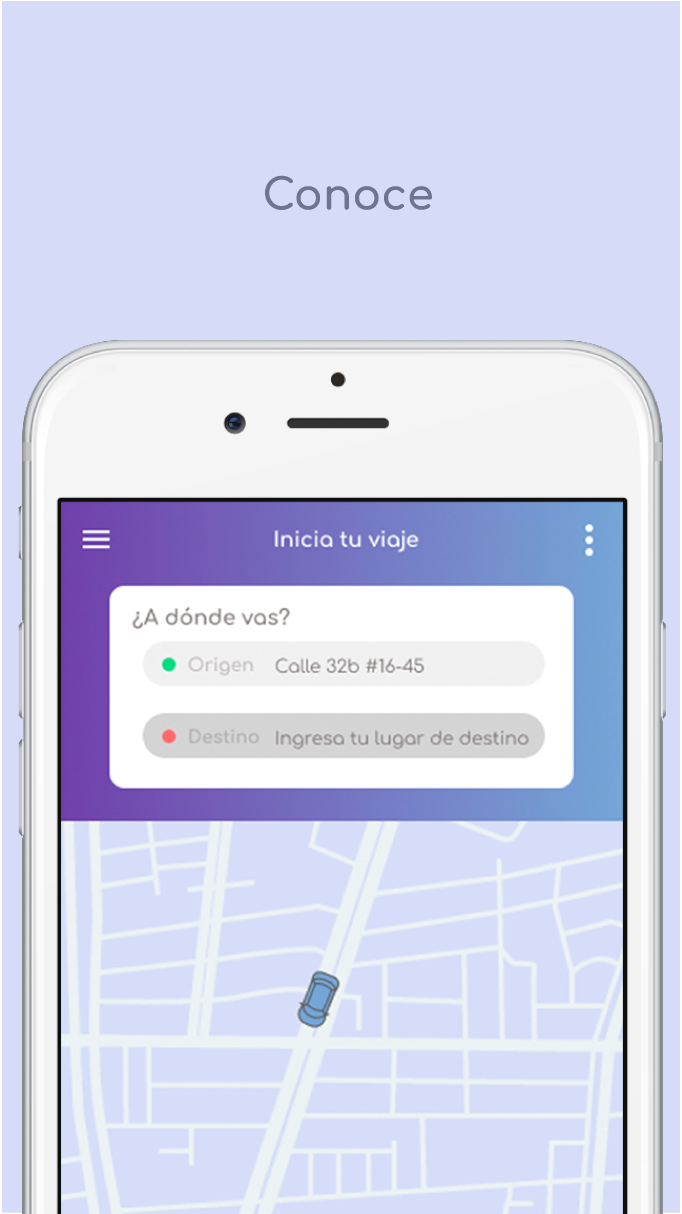 Conoce
Inicia tu viaje
¿A dónde vas?
Origen Calle 32b #16-45
Destino Ingresa tu lugar de destino